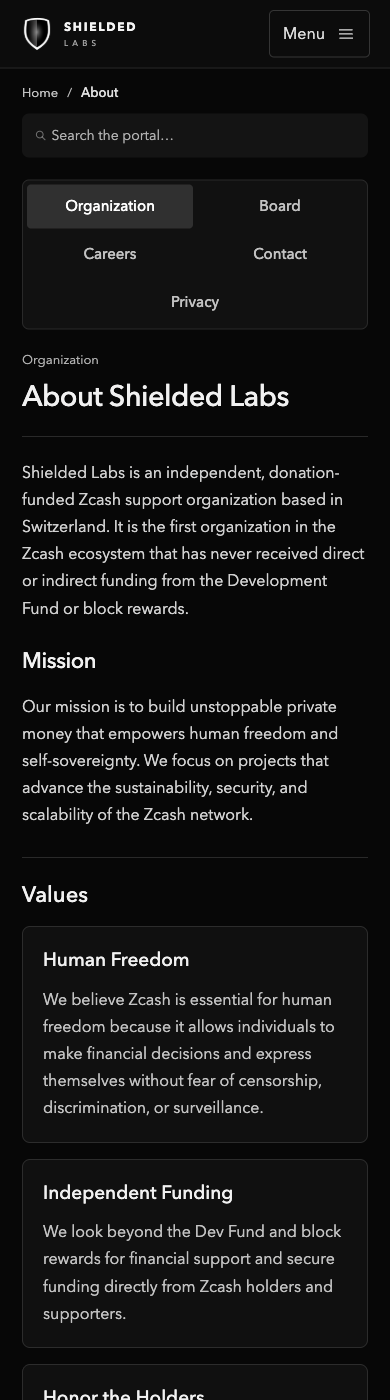 SHIELDED
LABS
Menu
Home / About
Search the portal...
Organization
Board
Careers
Contact
Privacy
Organization
About Shielded Labs
Shielded Labs is an independent, donation-
funded Zcash support organization based in
Switzerland. It is the first organization in the
Zcash ecosystem that has never received direct
or indirect funding from the Development
Fund or block rewards.
Mission
Our mission is to build unstoppable private
money that empowers human freedom and
self-sovereignty. We focus on projects that
advance the sustainability, security, and
scalability of the Zcash network.
Values
Human Freedom
We believe Zcash is essential for human
freedom because it allows individuals to
make financial decisions and express
themselves without fear of censorship,
discrimination, or surveillance.
Independent Funding
We look beyond the Dev Fund and block
rewards for financial support and secure
funding directly from Zcash holders and
supporters.
Honor the Holders